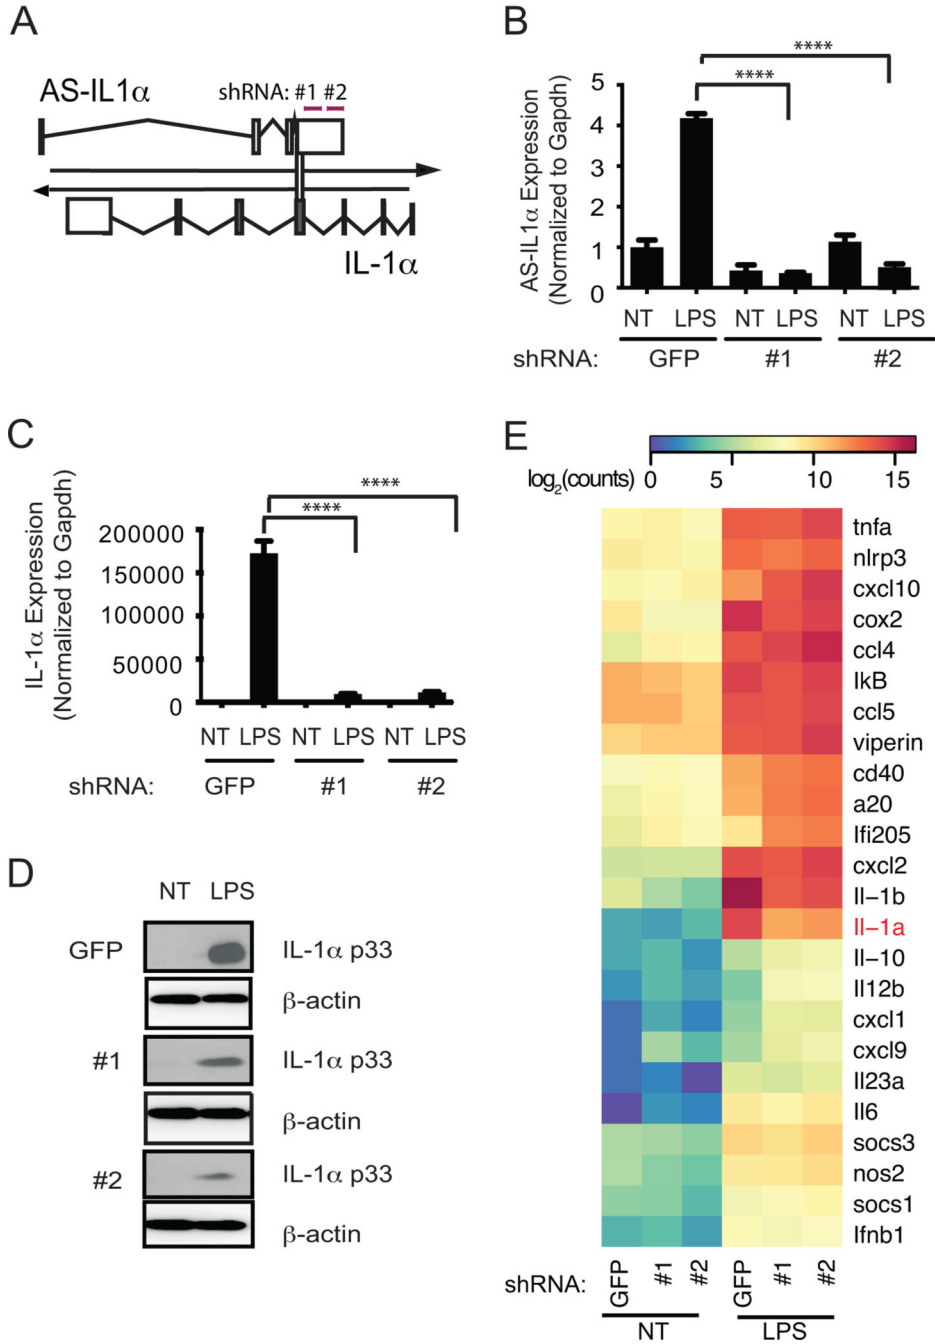 A
AS-IL1α
shRNA: #1 #2
IL-1α
B
AS-IL1α Expression
(Normalized to Gapdh)
5
4
3
2
1
0
****
****
NT LPS NT LPS NT LPS
shRNA: GFP #1 #2
C
IL-1α Expression
(Normalized to Gapdh)
200000
150000
100000
50000
0
****
****
NT LPS NT LPS NT LPS
shRNA: GFP #1 #2
D
NT LPS
GFP IL-1α p33
β-actin
#1 IL-1α p33
β-actin
#2 IL-1α p33
β-actin
E
log2(counts) 0 5 10 15
tnfa
nlrp3
cxcl10
cox2
ccl4
IkB
ccl5
viperin
cd40
a20
Ifi205
cxcl2
Il−1b
Il−1a
Il−10
Il12b
cxcl1
cxcl9
Il23a
Il6
socs3
nos2
socs1
Ifnb1
shRNA: GFP #1 #2 GFP #1 #2
NT LPS